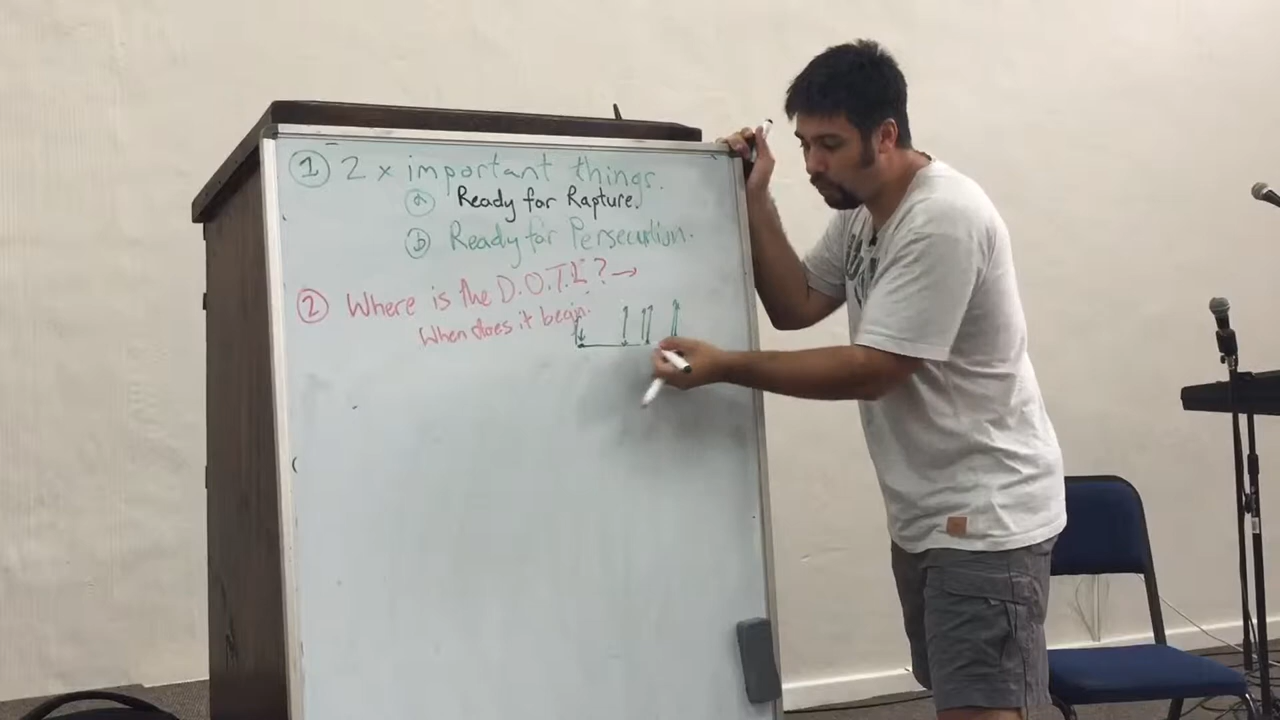 1 2 x important things.
a Ready for Rapture.
b Ready for Persecution.
2 Where is the D.O.T.L? →
When does it begin.